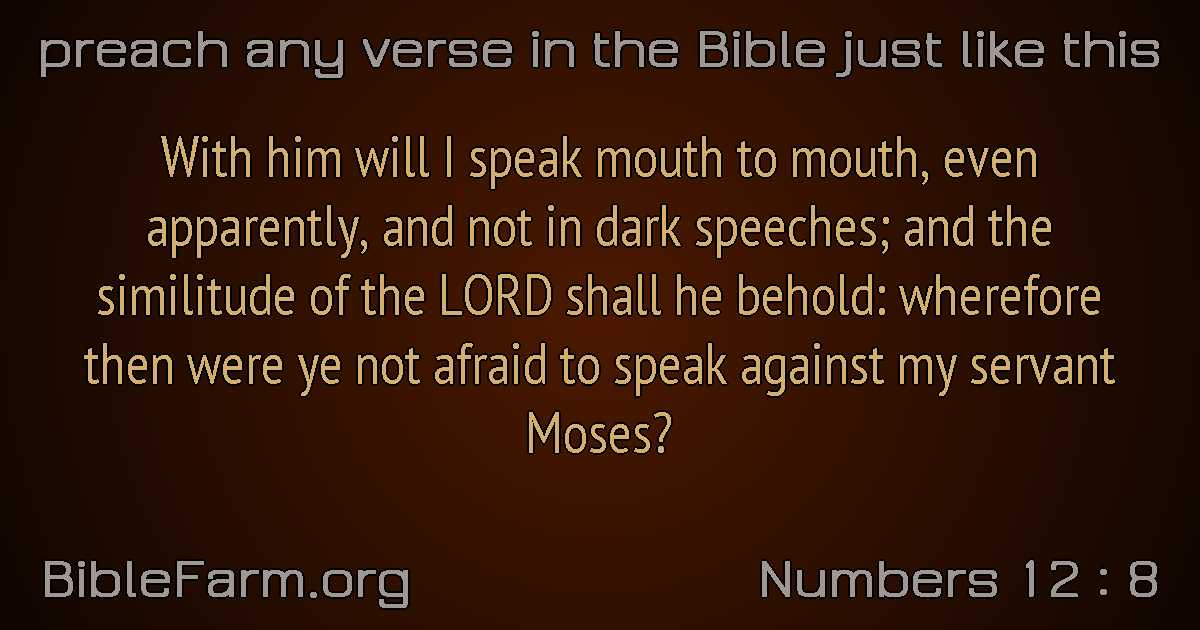 preach any verse in the Bible just like this
With him will I speak mouth to mouth, even
apparently, and not in dark speeches; and the
similitude of the LORD shall he behold: wherefore
then were ye not afraid to speak against my servant
Moses?
BibleFarm.org
Numbers 12 : 8